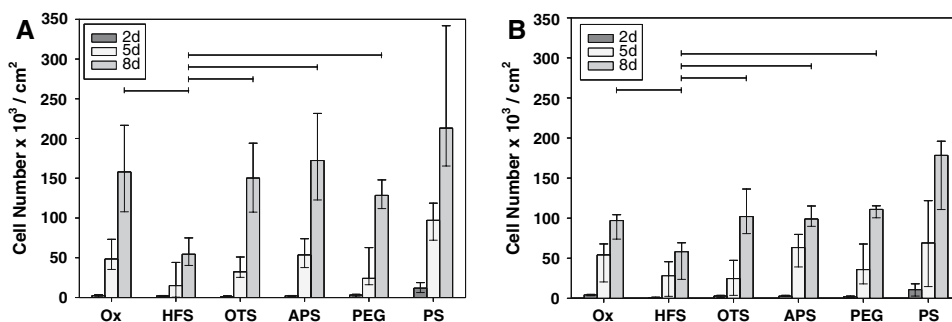 A
2d
5d
8d
Cell Number x 10³ / cm²
350
300
250
200
150
100
50
0
Ox HFS OTS APS PEG PS
B
2d
5d
8d
Cell Number x 10³ / cm²
350
300
250
200
150
100
50
0
Ox HFS OTS APS PEG PS